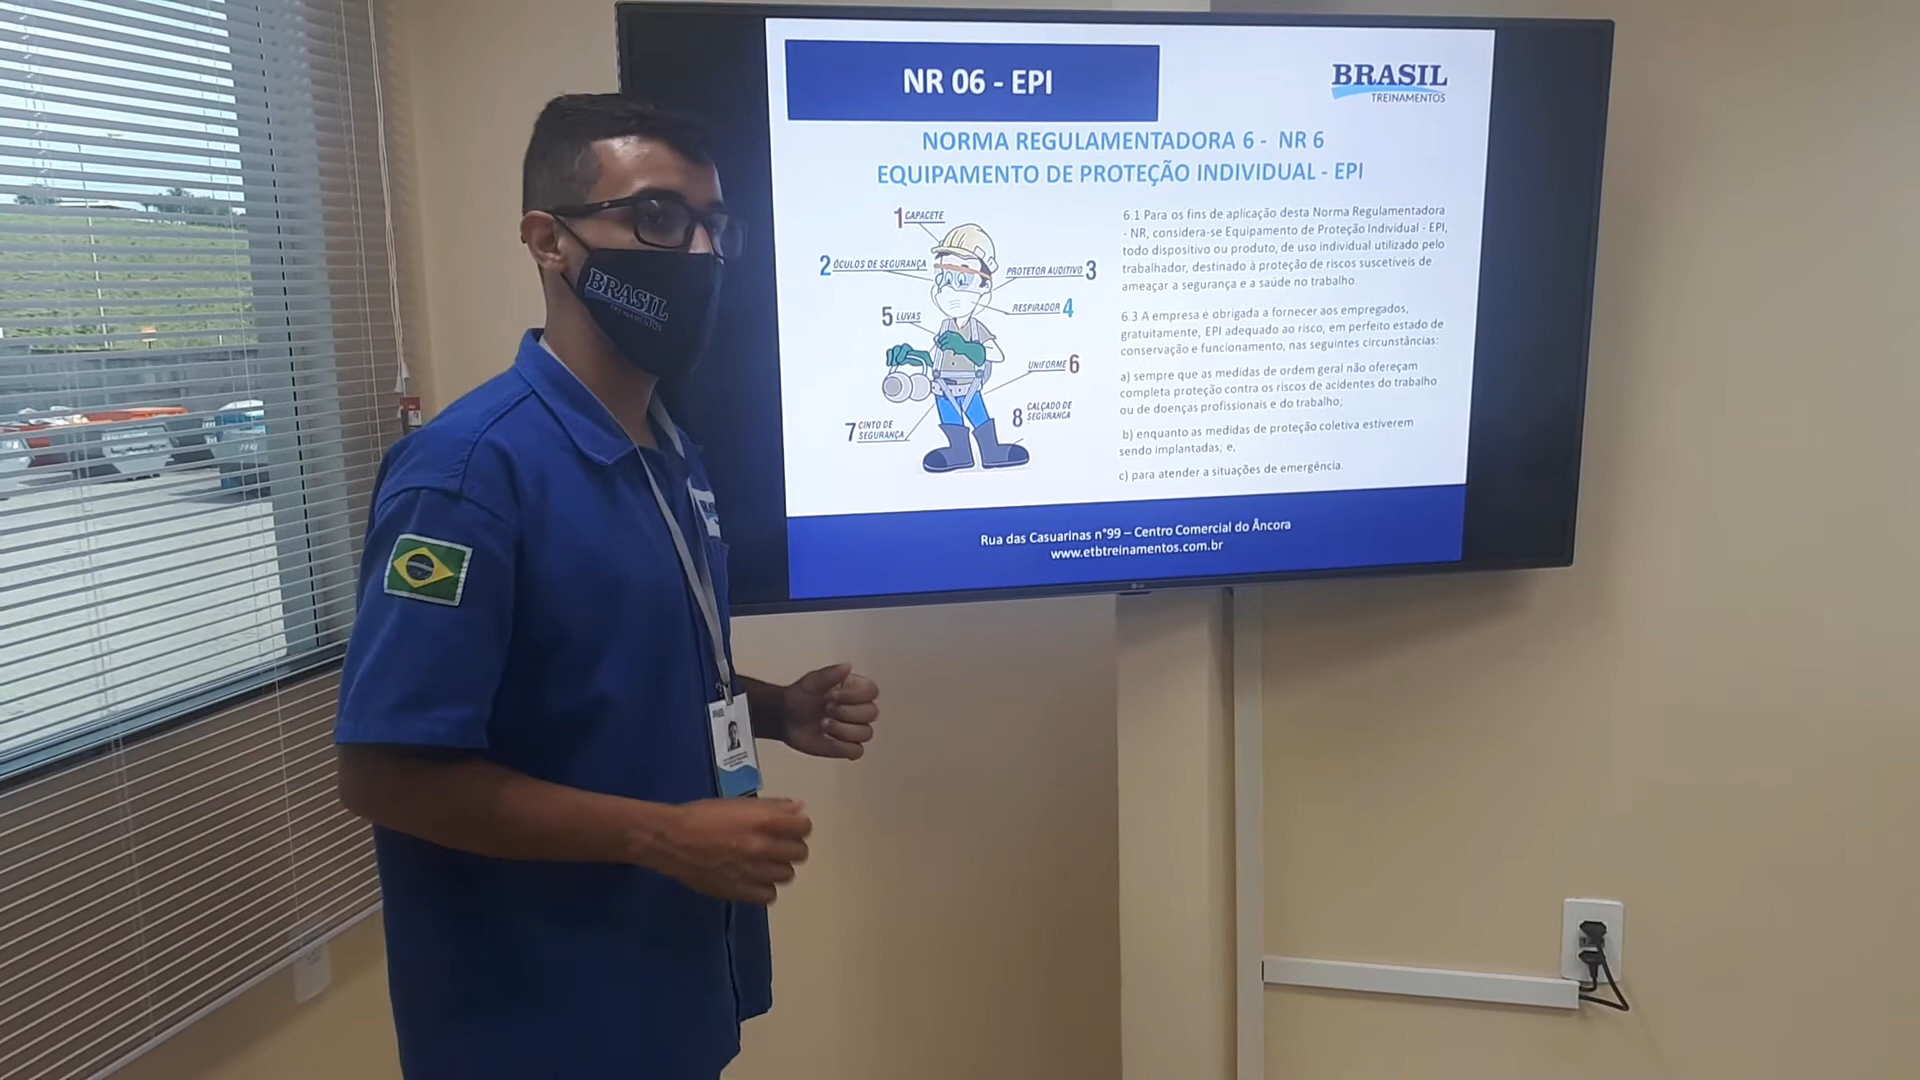 NR 06 - EPI
BRASIL
TREINAMENTOS
NORMA REGULAMENTADORA 6 - NR 6
EQUIPAMENTO DE PROTEÇÃO INDIVIDUAL - EPI
1 CAPACETE
2 ÓCULOS DE SEGURANÇA
PROTETOR AUDITIVO 3
RESPIRADOR 4
5 LUVAS
UNIFORME 6
7 CINTO DE
SEGURANÇA
8 CALÇADO DE
SEGURANÇA
6.1 Para os fins de aplicação desta Norma Regulamentadora
- NR, considera-se Equipamento de Proteção Individual - EPI,
todo dispositivo ou produto, de uso individual utilizado pelo
trabalhador, destinado à proteção de riscos suscetíveis de
ameaçar a segurança e a saúde no trabalho.
6.3 A empresa é obrigada a fornecer aos empregados,
gratuitamente, EPI adequado ao risco, em perfeito estado de
conservação e funcionamento, nas seguintes circunstâncias:
a) sempre que as medidas de ordem geral não ofereçam
completa proteção contra os riscos de acidentes do trabalho
ou de doenças profissionais e do trabalho;
b) enquanto as medidas de proteção coletiva estiverem
sendo implantadas; e,
c) para atender a situações de emergência.
Rua das Casuarinas n°99 – Centro Comercial do Âncora
www.etbtreinamentos.com.br
LG
BRASIL
TREINAMENTOS